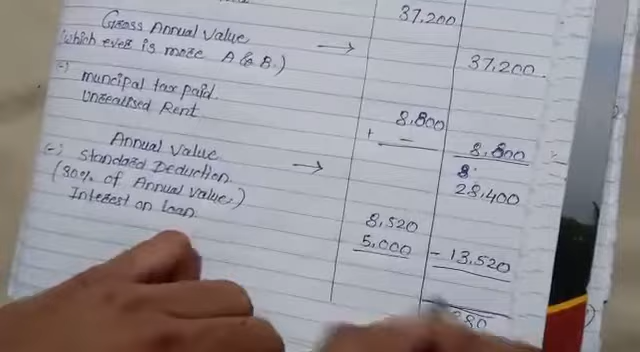 37,200
Gross Annual Value
(which ever is more A & B.) → 37,200.
(-) muncipal tax paid. 8,800
Unrealised Rent + - 8,800
Annual Value → 28,400
(-) Standard Deduction
(30% of Annual Value.) 8,520
Interest on loan. 5,000 - 13,520